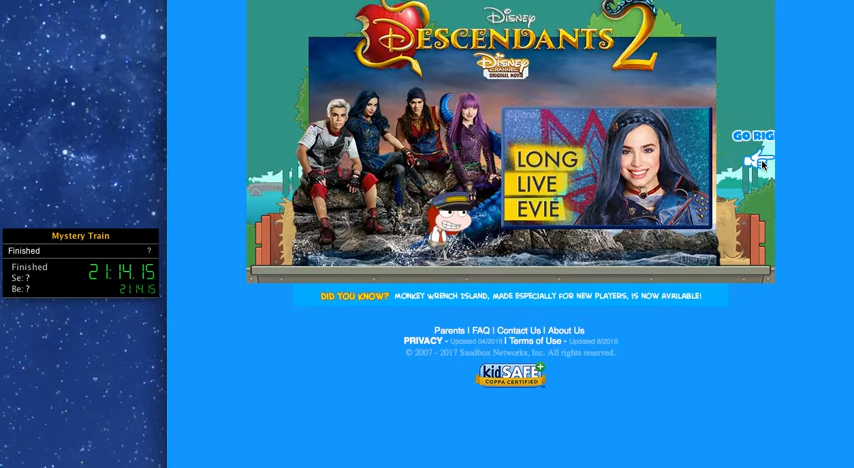 Disney
DESCENDANTS 2
Disney
CHANNEL
ORIGINAL MOVIE
GO RIG
LONG
LIVE
EVIE
Mystery Train
Finished ?
Finished 21:14.15
Se: ?
Be: ? 21:14.15
©Disney
DID YOU KNOW? MONKEY WRENCH ISLAND, MADE ESPECIALLY FOR NEW PLAYERS, IS NOW AVAILABLE!
Parents | FAQ | Contact Us | About Us
PRIVACY - Updated 04/2016 | Terms of Use - Updated 8/2016
© 2007 - 2017 Sandbox Networks, Inc. All rights reserved.
kidSAFE+
COPPA CERTIFIED